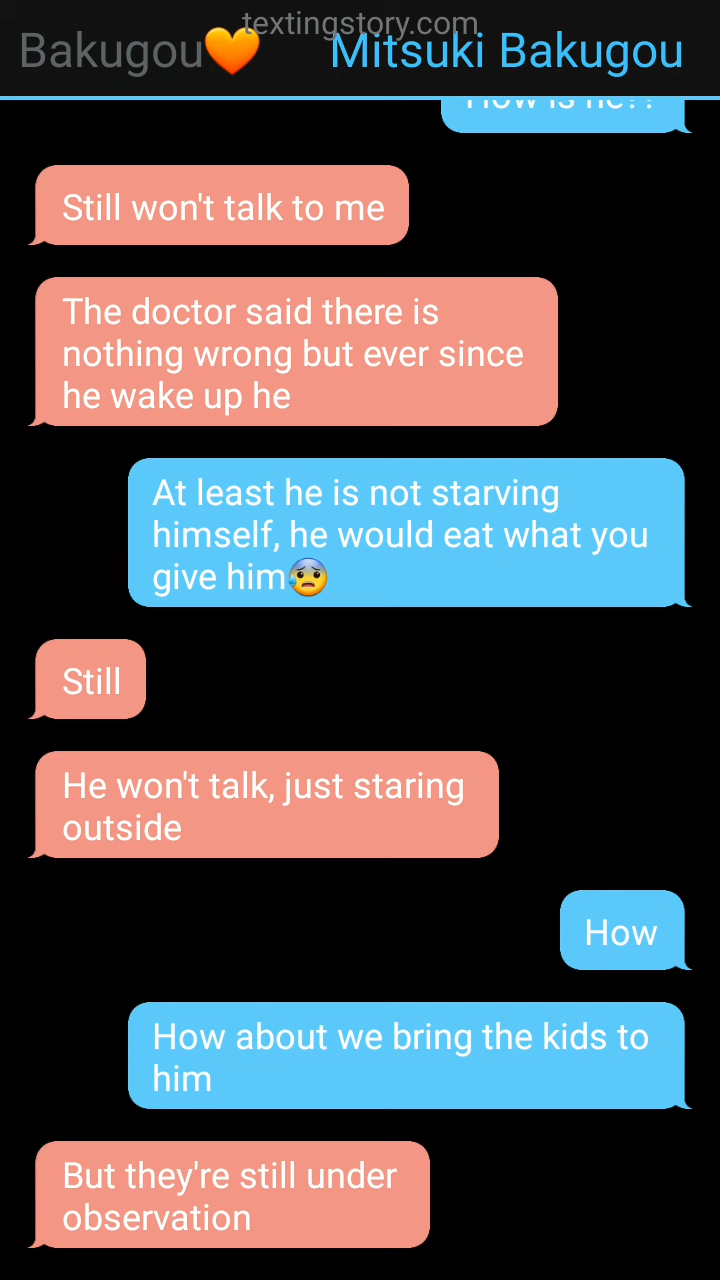 textingstory.com
Bakugou🧡 Mitsuki Bakugou
How is he??
Still won't talk to me
The doctor said there is
nothing wrong but ever since
he wake up he
At least he is not starving
himself, he would eat what you
give him😰
Still
He won't talk, just staring
outside
How
How about we bring the kids to
him
But they're still under
observation